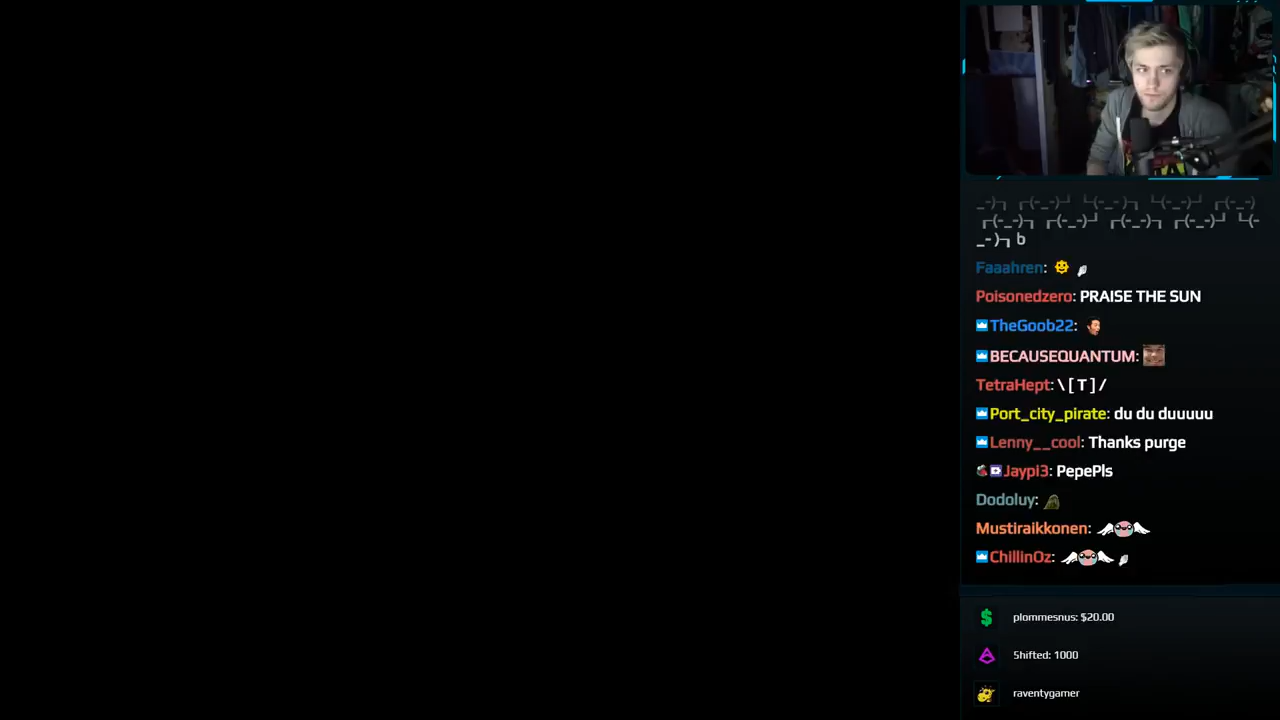 _-)┐ ┌(-_-)┘ └(-_-)┐ └(-_-)┘ ┌(-_-)
┌(-_-)┐ ┌(-_-)┘ ┌(-_-)┐ ┌(-_-)┘ └(-
_-)┐ b
Faaahren:
Poisonedzero: PRAISE THE SUN
TheGoob22:
BECAUSEQUANTUM:
TetraHept: \[T]/
Port_city_pirate: du du duuuuu
Lenny__cool: Thanks purge
Jaypi3: PepePls
Dodoluy:
Mustiraikkonen:
ChillinOz:
plommesnus: $20.00
Shifted: 1000
raventygamer